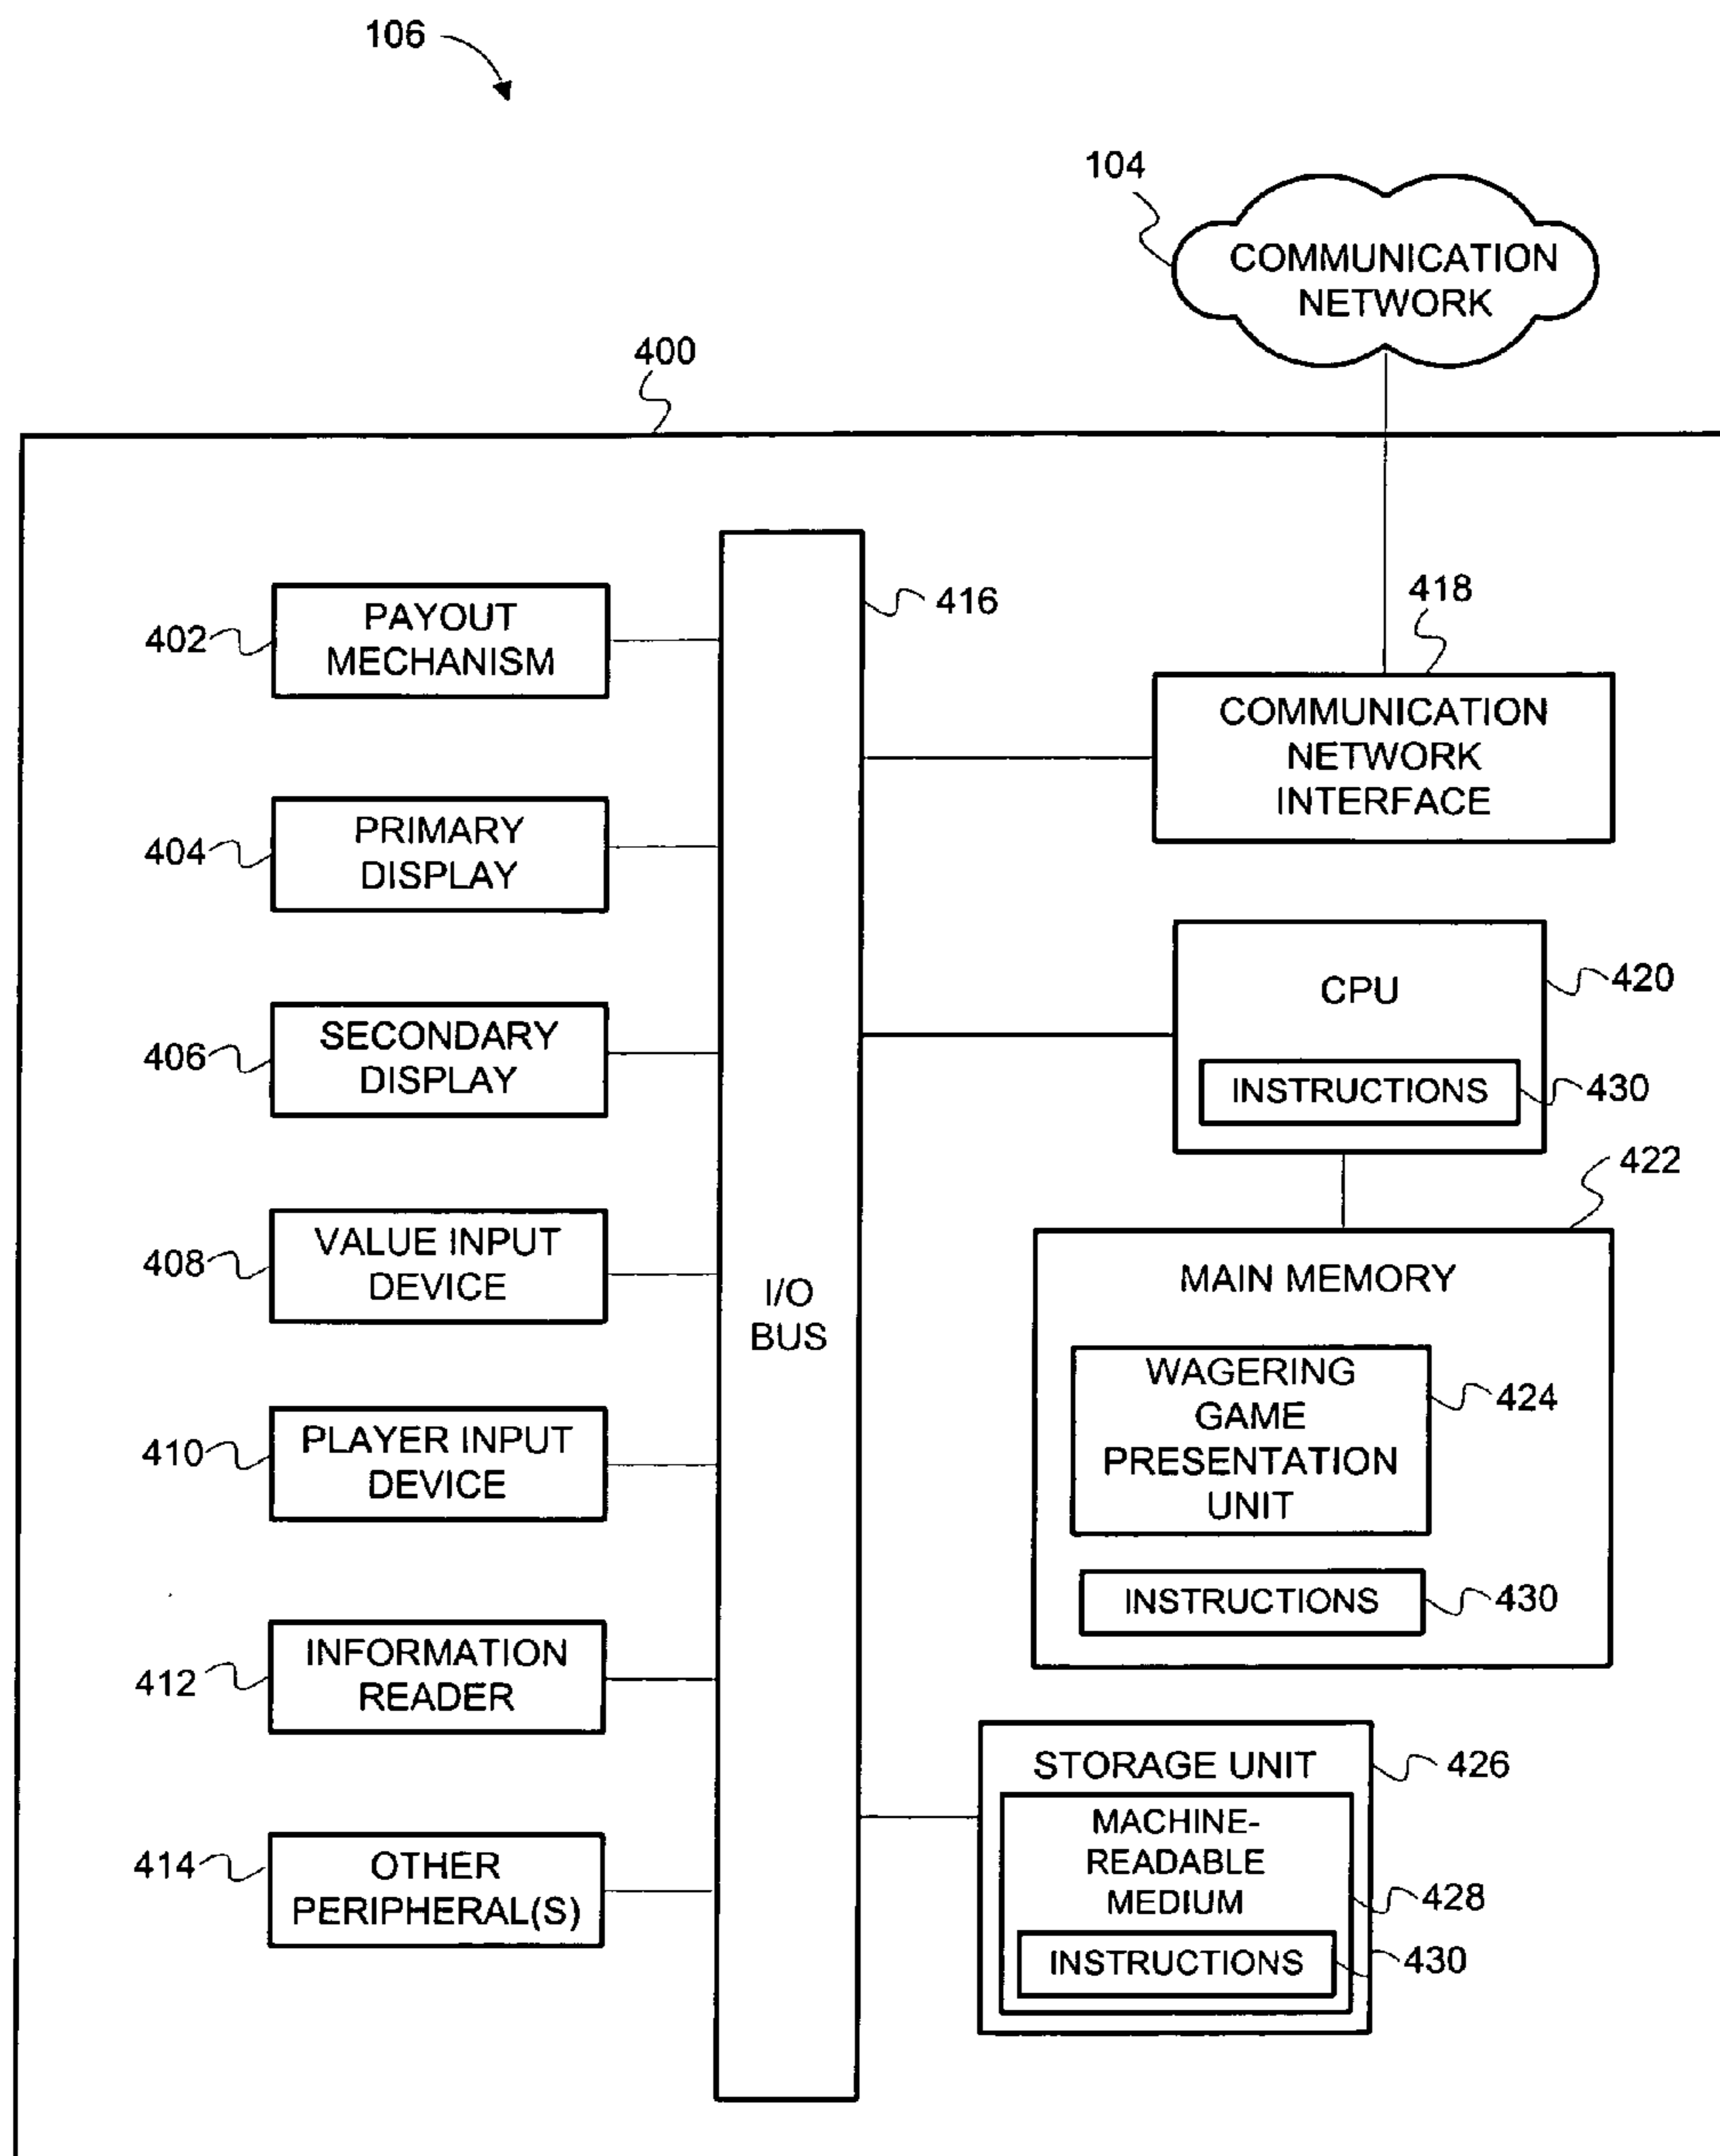 106
104
COMMUNICATION
NETWORK
400
416
418
402
PAYOUT
MECHANISM
COMMUNICATION
NETWORK
INTERFACE
404
PRIMARY
DISPLAY
CPU
420
INSTRUCTIONS
430
406
SECONDARY
DISPLAY
422
408
VALUE INPUT
DEVICE
I/O
BUS
MAIN MEMORY
WAGERING
GAME
PRESENTATION
UNIT
424
410
PLAYER INPUT
DEVICE
INSTRUCTIONS
430
412
INFORMATION
READER
STORAGE UNIT
426
MACHINE-
READABLE
MEDIUM
428
INSTRUCTIONS
430
414
OTHER
PERIPHERAL(S)